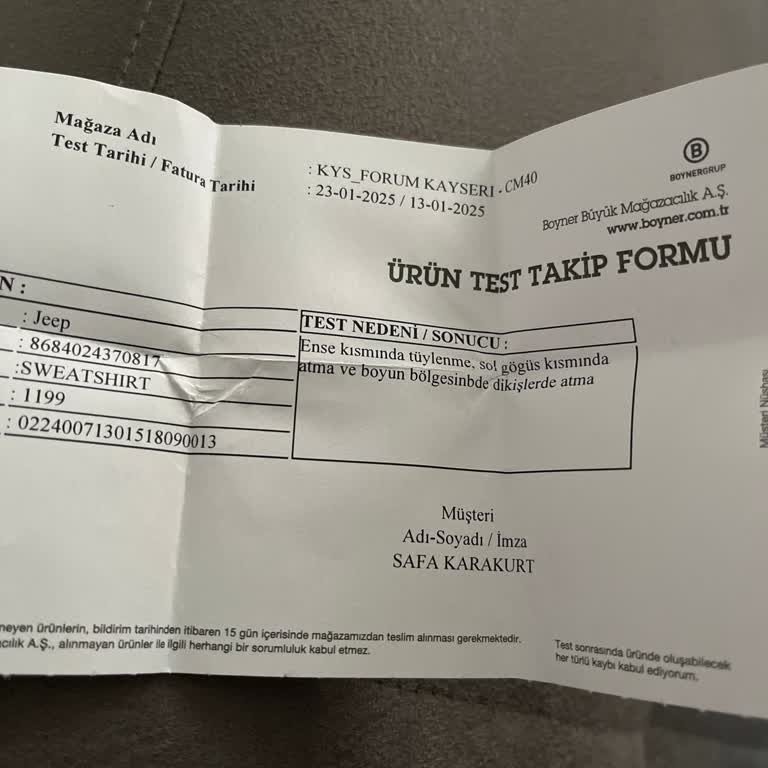 Mağaza Adı : KYS_FORUM KAYSERI - CM40
Test Tarihi / Fatura Tarihi : 23-01-2025 / 13-01-2025
B
BOYNERGRUP
Boyner Büyük Mağazacılık A.Ş.
www.boyner.com.tr
ÜRÜN TEST TAKİP FORMU
N :
: Jeep
: 8684024370817
:SWEATSHIRT
: 1199
: 02240071301518090013
TEST NEDENİ / SONUCU :
Ense kısmında tüylenme, sol gögüs kısmında
atma ve boyun bölgesinbde dikişlerde atma
Müşteri
Adı-Soyadı / İmza
SAFA KARAKURT
meyen ürünlerin, bildirim tarihinden itibaren 15 gün içerisinde mağazamızdan teslim alınması gerekmektedir.
cılık A.Ş., alınmayan ürünler ile ilgili herhangi bir sorumluluk kabul etmez.
Test sonrasında üründe oluşabilecek
her türlü kaybı kabul ediyorum.
Müşteri Nüshası